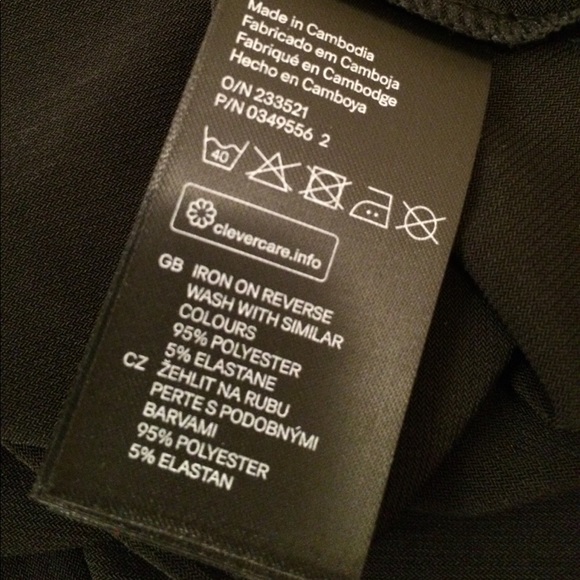 Made in Cambodia
Fabricado em Camboja
Fabriqué en Cambodge
Hecho en Camboya
O/N 233521
P/N 0349556 2
40
clevercare.info
GB IRON ON REVERSE
WASH WITH SIMILAR
COLOURS
95% POLYESTER
5% ELASTANE
CZ ŽEHLIT NA RUBU
PERTE S PODOBNÝMI
BARVAMI
95% POLYESTER
5% ELASTAN